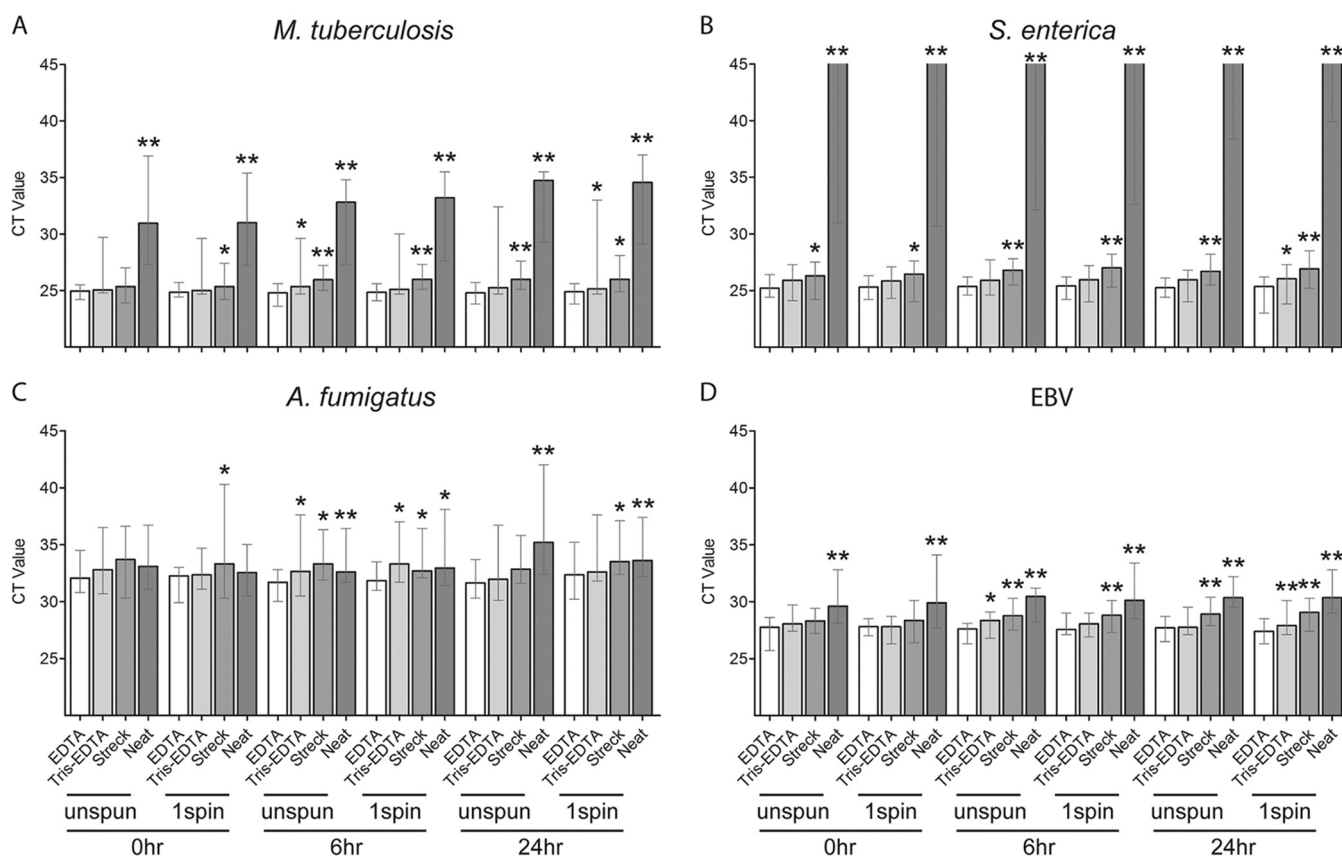 A
M. tuberculosis
CT Value
45
40
35
30
25
** ** * ** ** * ** ** ** ** * * **
B
S. enterica
CT Value
45
40
35
30
25
* ** * ** ** ** ** ** ** ** * ** **
C
A. fumigatus
CT Value
45
40
35
30
25
* * * ** * * * ** * **
D
EBV
CT Value
45
40
35
30
25
** ** * ** ** ** ** ** ** ** ** **
EDTA Tris-EDTA Streck Neat EDTA Tris-EDTA Streck Neat EDTA Tris-EDTA Streck Neat EDTA Tris-EDTA Streck Neat EDTA Tris-EDTA Streck Neat EDTA Tris-EDTA Streck Neat
unspun 1spin unspun 1spin unspun 1spin
0hr 6hr 24hr
EDTA Tris-EDTA Streck Neat EDTA Tris-EDTA Streck Neat EDTA Tris-EDTA Streck Neat EDTA Tris-EDTA Streck Neat EDTA Tris-EDTA Streck Neat EDTA Tris-EDTA Streck Neat
unspun 1spin unspun 1spin unspun 1spin
0hr 6hr 24hr